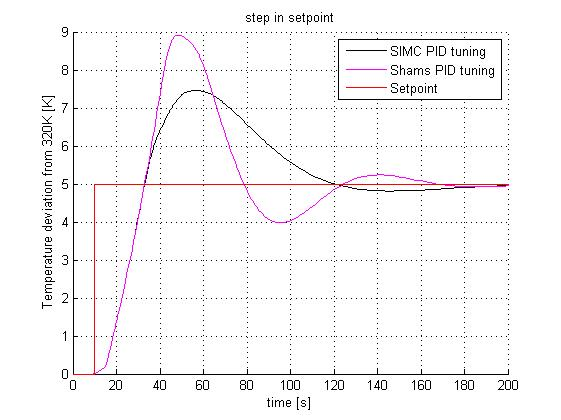 step in setpoint
SIMC PID tuning
Shams PID tuning
Setpoint
Temperature deviation from 320K [K]
9
8
7
6
5
4
3
2
1
0
0 20 40 60 80 100 120 140 160 180 200
time [s]